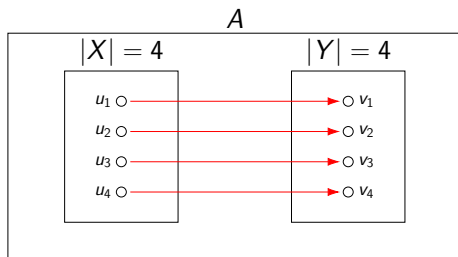 A
|X| = 4 |Y| = 4
u₁ v₁
u₂ v₂
u₃ v₃
u₄ v₄